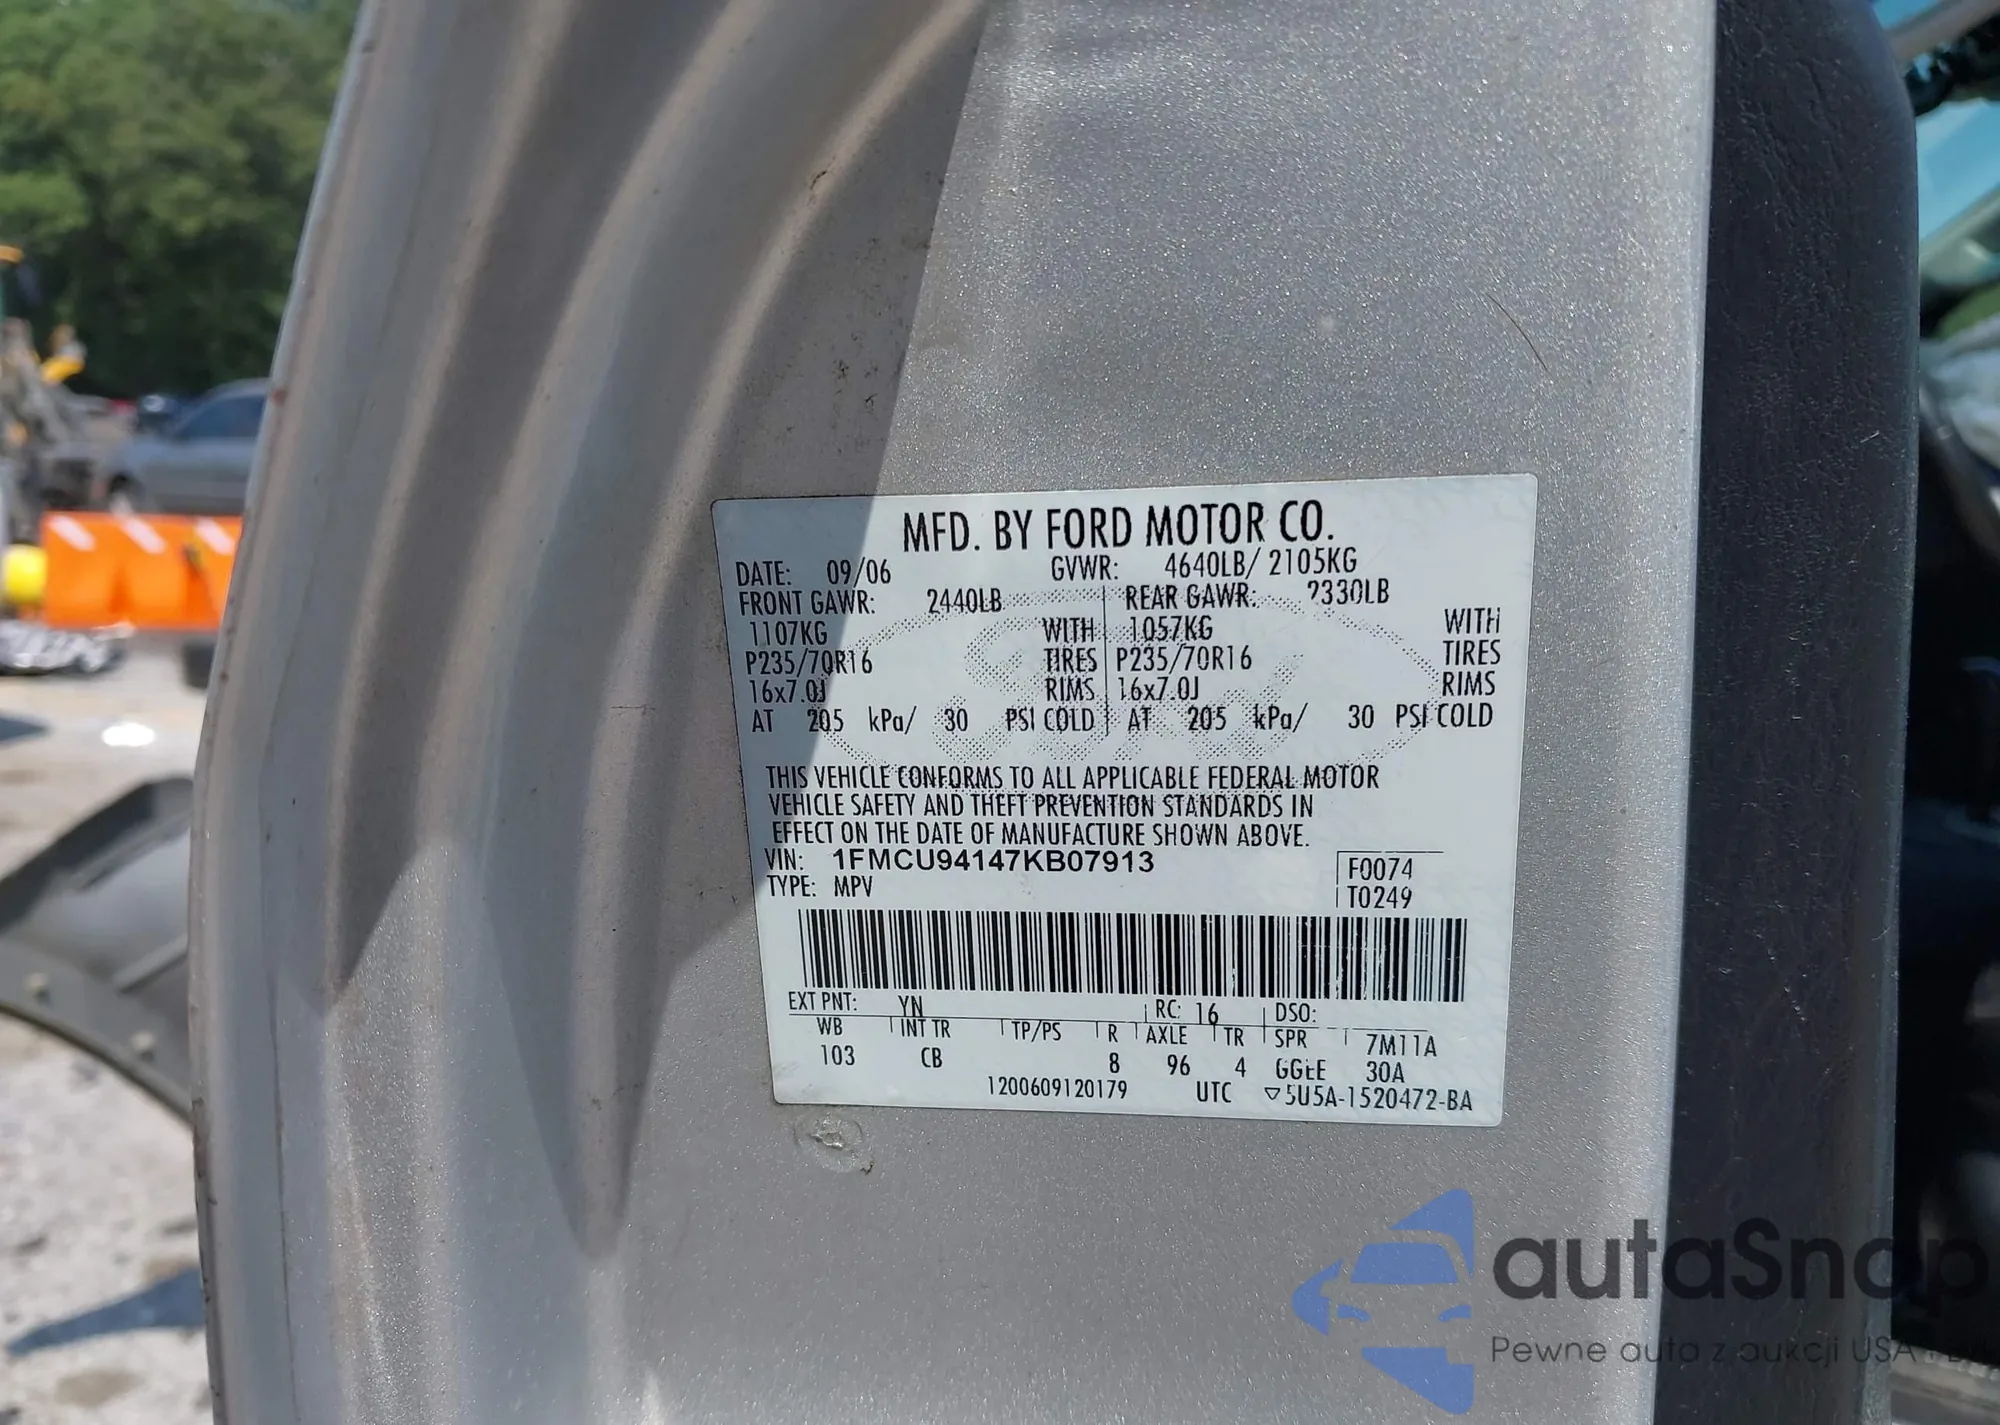 MFD. BY FORD MOTOR CO.
DATE: 09/06 GVWR: 4640LB/ 2105KG
FRONT GAWR: 2440LB REAR GAWR: 2330LB
1107KG WITH 1057KG WITH
P235/70R16 TIRES P235/70R16 TIRES
16x7.0J RIMS 16x7.0J RIMS
AT 205 kPa/ 30 PSI COLD AT 205 kPa/ 30 PSI COLD
THIS VEHICLE CONFORMS TO ALL APPLICABLE FEDERAL MOTOR
VEHICLE SAFETY AND THEFT PREVENTION STANDARDS IN
EFFECT ON THE DATE OF MANUFACTURE SHOWN ABOVE.
VIN: 1FMCU94147KB07913 F0074
TYPE: MPV T0249
EXT PNT: YN RC: 16 DSO:
WB INT TR TP/PS R AXLE TR SPR 7M11A
103 CB 8 96 4 GGEE 30A
1200609120179 UTC ▽5U5A-1520472-BA
autaSnap
Pewne auta z aukcji USA